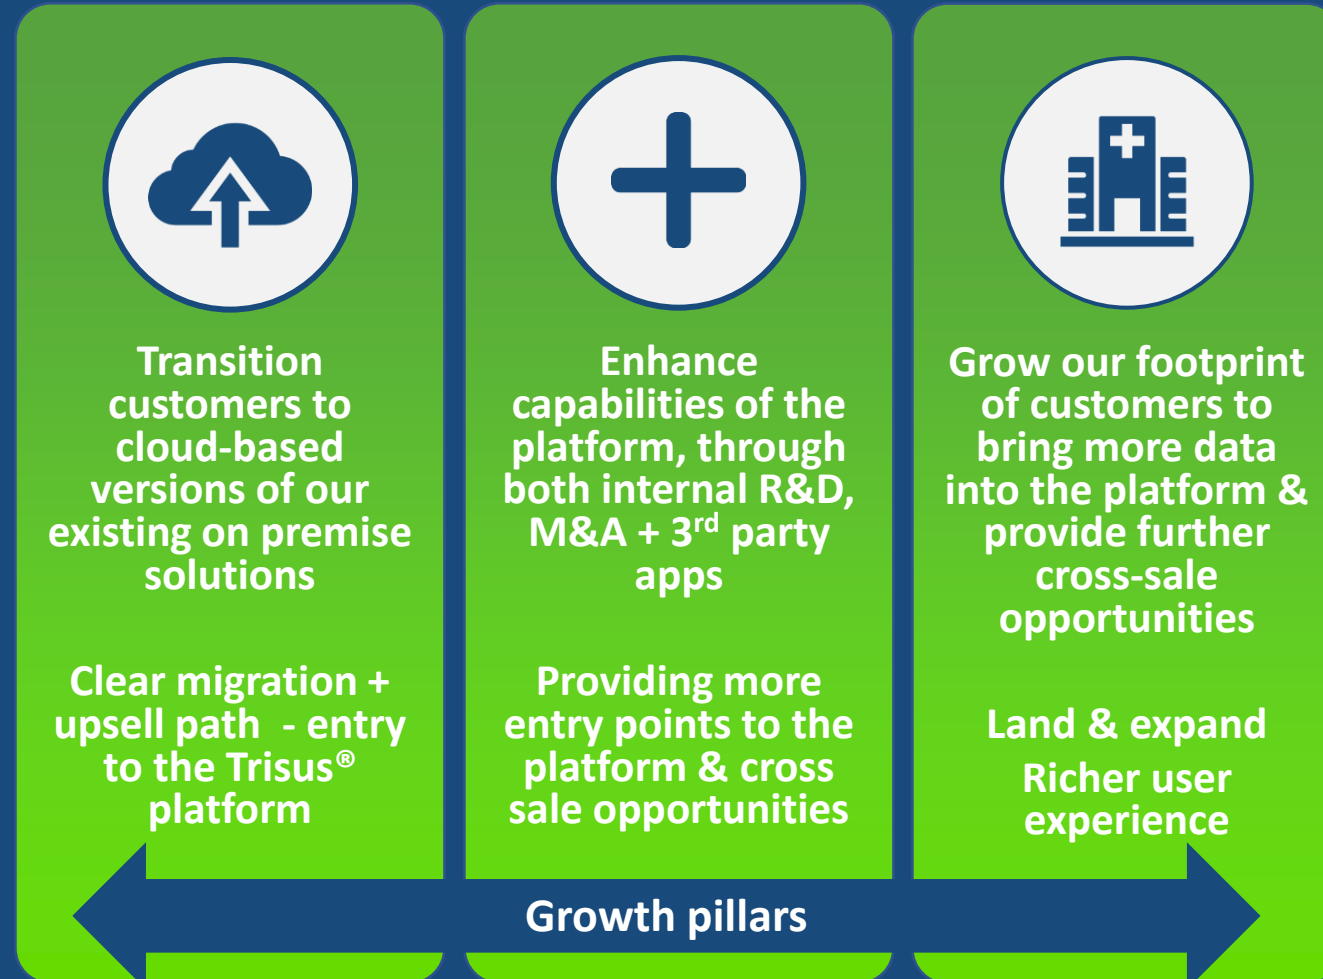 Transition
customers to
cloud-based
versions of our
existing on premise
solutions
Clear migration +
upsell path - entry
to the Trisus®
platform
Enhance
capabilities of the
platform, through
both internal R&D,
M&A + 3rd party
apps
Providing more
entry points to the
platform & cross
sale opportunities
Grow our footprint
of customers to
bring more data
into the platform &
provide further
cross-sale
opportunities
Land & expand
Richer user
experience
Growth pillars